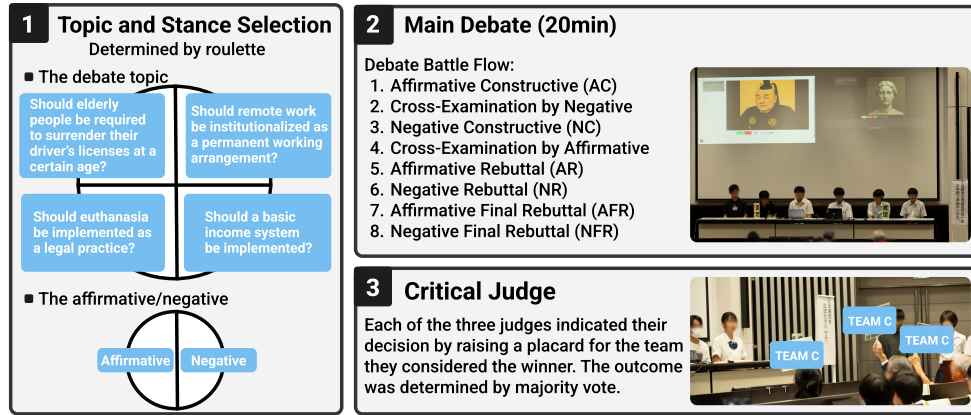 1 Topic and Stance Selection
Determined by roulette
■ The debate topic
Should elderly
people be required
to surrender their
driver's licenses at a
certain age?
Should remote work
be institutionalized as
a permanent working
arrangement?
Should euthanasia
be implemented as
a legal practice?
Should a basic
income system
be implemented?
■ The affirmative/negative
Affirmative
Negative
2 Main Debate (20min)
Debate Battle Flow:
1. Affirmative Constructive (AC)
2. Cross-Examination by Negative
3. Negative Constructive (NC)
4. Cross-Examination by Affirmative
5. Affirmative Rebuttal (AR)
6. Negative Rebuttal (NR)
7. Affirmative Final Rebuttal (AFR)
8. Negative Final Rebuttal (NFR)
3 Critical Judge
Each of the three judges indicated their
decision by raising a placard for the team
they considered the winner. The outcome
was determined by majority vote.
TEAM C
TEAM C
TEAM C